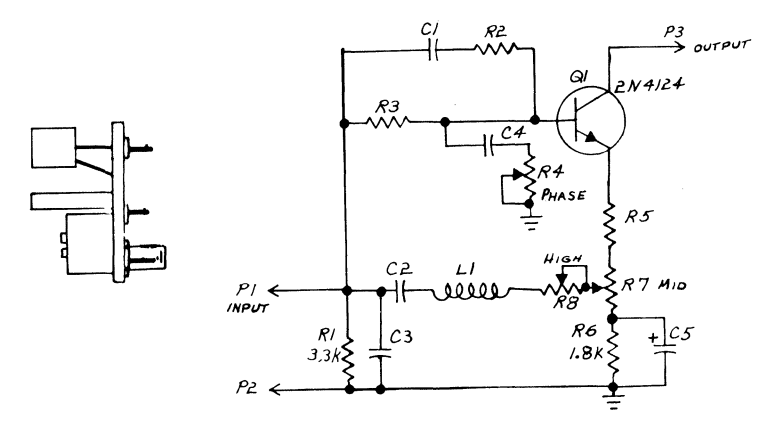 C1
R2
P3
OUTPUT
Q1
2N4124
R3
C4
R4
PHASE
R5
HIGH
C2
L1
R7 MID
P1
INPUT
R8
R1
3.3K
C3
R6
1.8K
+
C5
P2